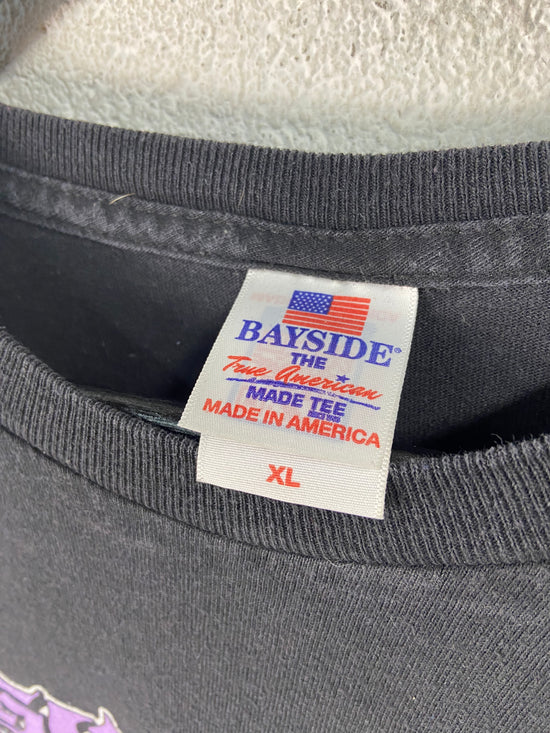 BAYSIDE®
THE
True American
MADE TEE
MADE IN AMERICA
XL